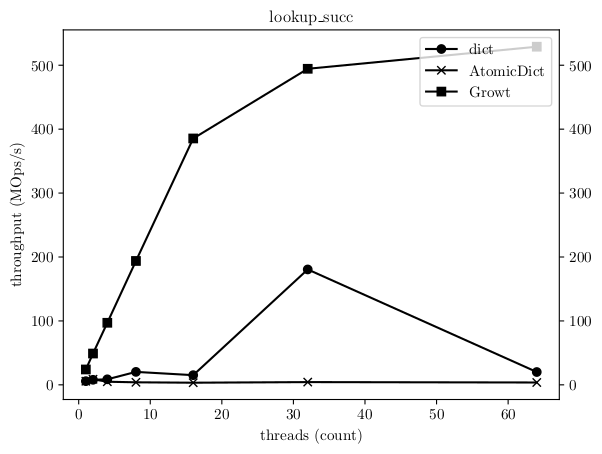 lookup_succ
dict
AtomicDict
Growt
throughput (MOps/s)
500 500
400 400
300 300
200 200
100 100
0 0
0 10 20 30 40 50 60
threads (count)